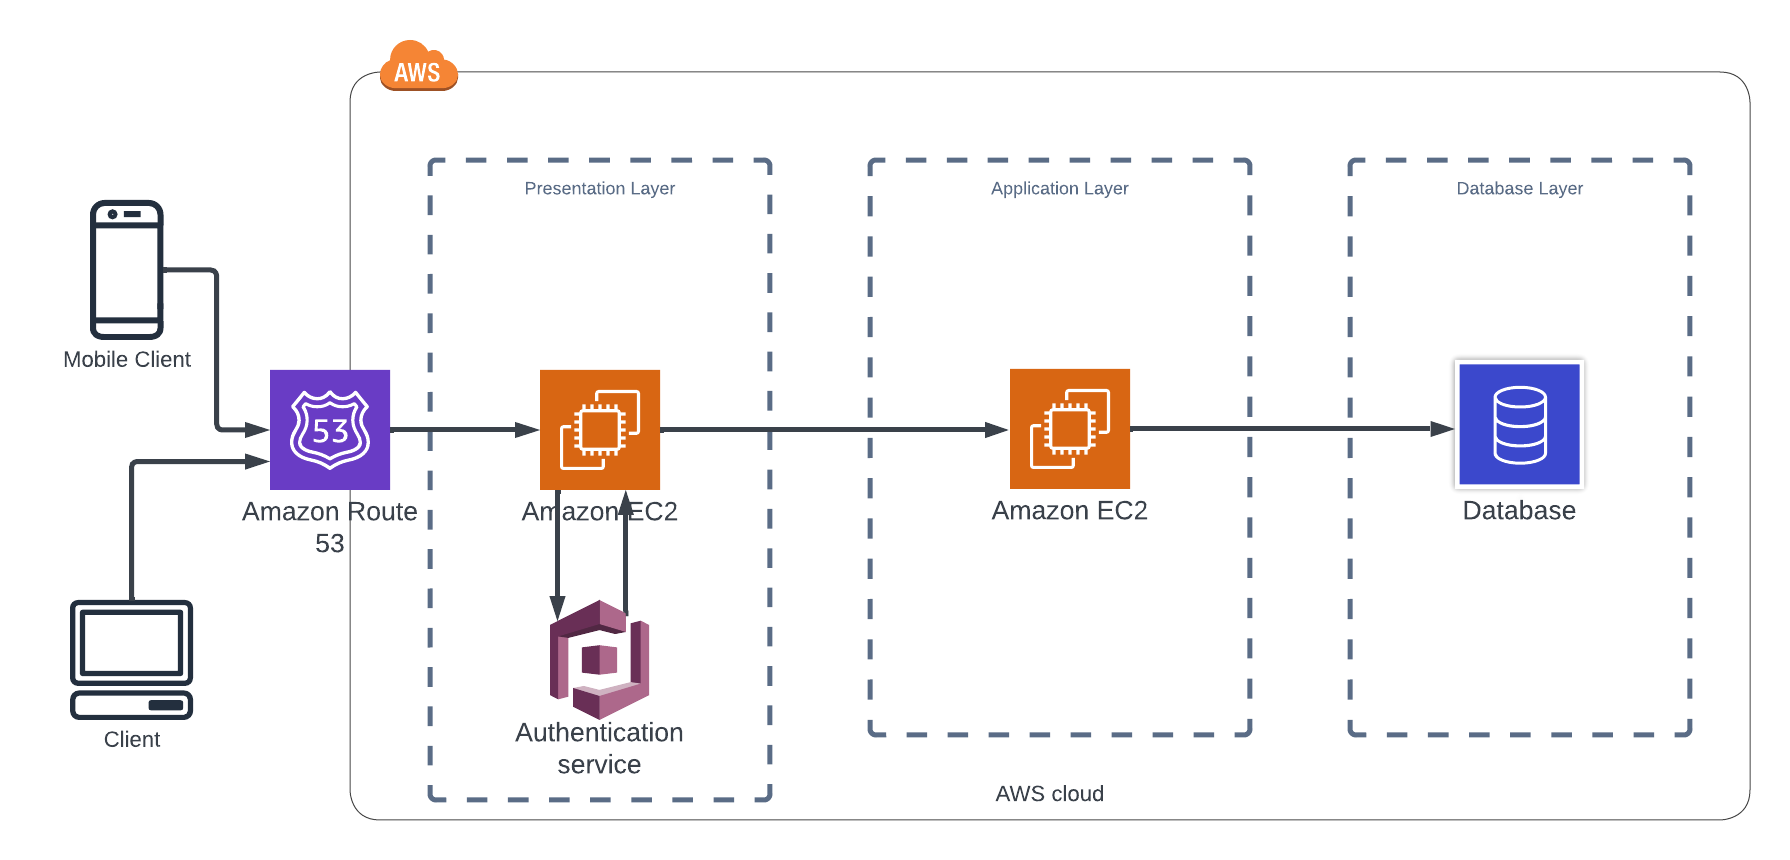 AWS
Presentation Layer
Application Layer
Database Layer
Mobile Client
53
Amazon Route
53
Amazon EC2
Amazon EC2
Database
Client
Authentication
service
AWS cloud